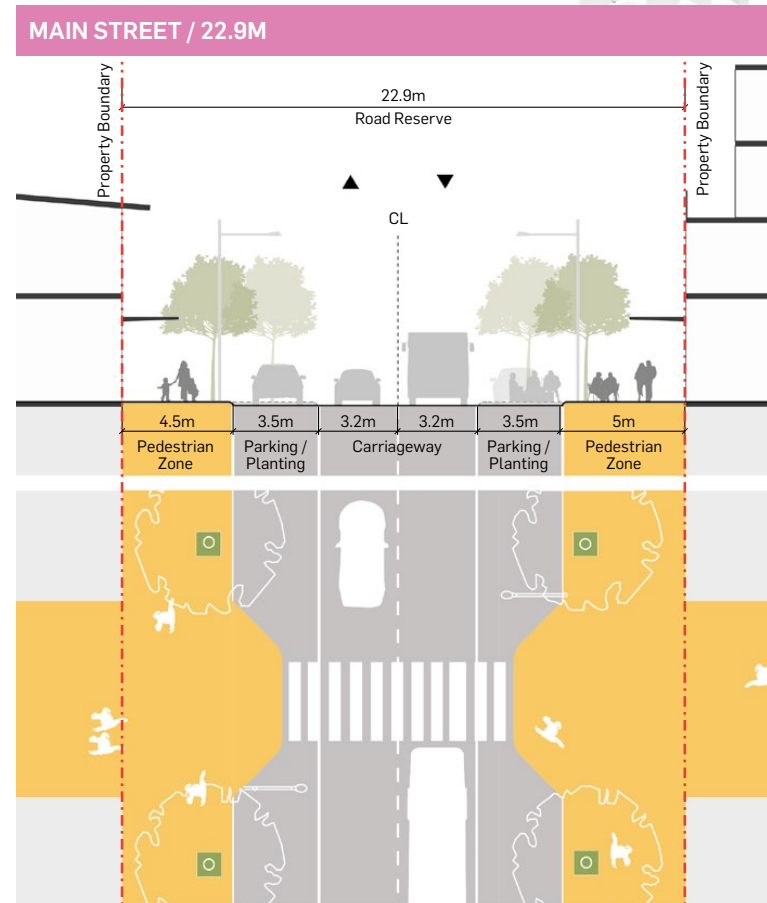 MAIN STREET / 22.9M
Property Boundary
Property Boundary
22.9m
Road Reserve
CL
4.5m
3.5m
3.2m
3.2m
3.5m
5m
Pedestrian
Zone
Parking /
Planting
Carriageway
Parking /
Planting
Pedestrian
Zone